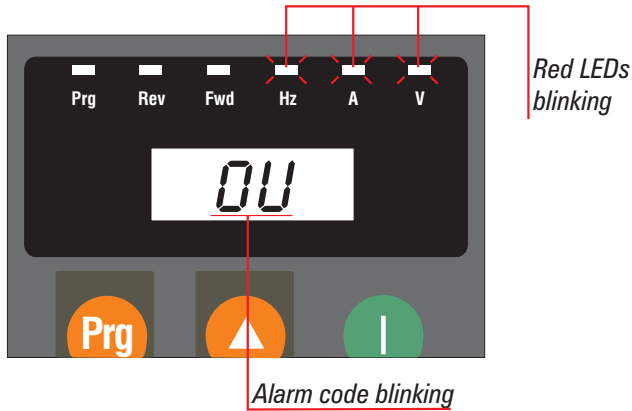 Red LEDs
blinking
Prg Rev Fwd Hz A V
OU
Prg
Alarm code blinking